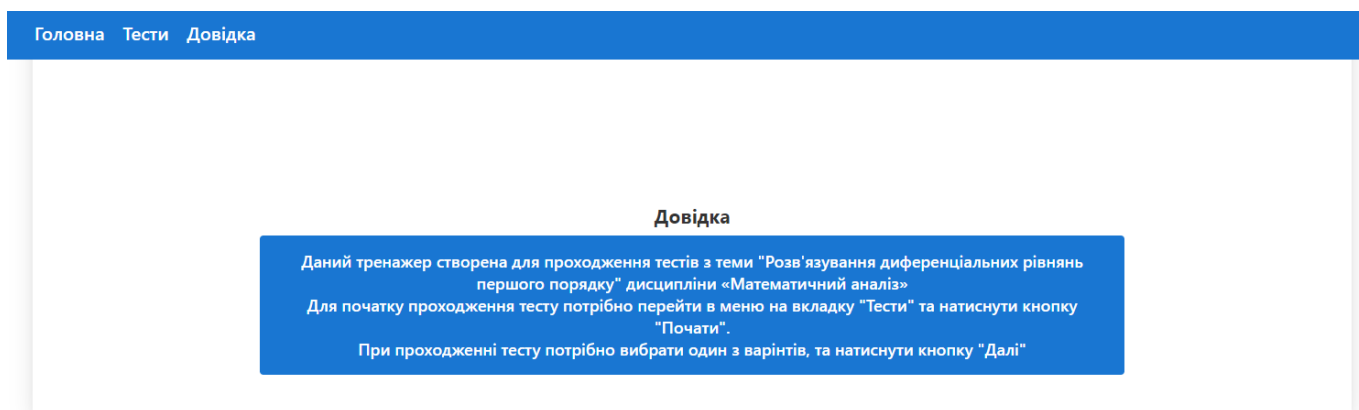 Головна Тести Довідка
Довідка
Даний тренажер створена для проходження тестів з теми "Розв'язування диференціальних рівнянь
першого порядку" дисципліни «Математичний аналіз»
Для початку проходження тесту потрібно перейти в меню на вкладку "Тести" та натиснути кнопку
"Почати".
При проходженні тесту потрібно вибрати один з варінтів, та натиснути кнопку "Далі"